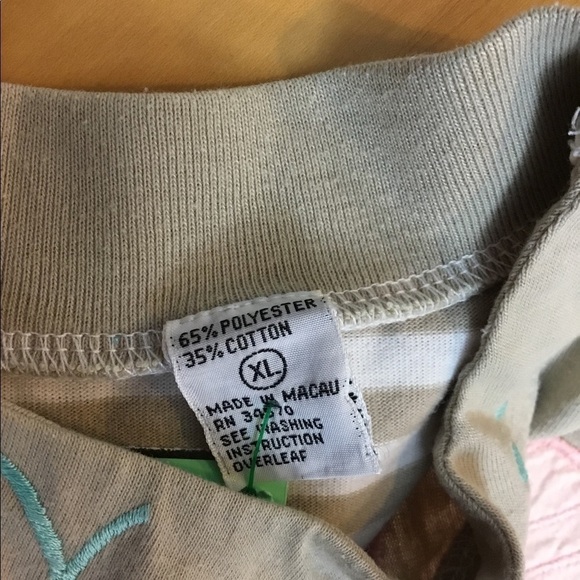 65% POLYESTER
35% COTTON
XL
MADE IN MACAU
RN
SEE WASHING
INSTRUCTION
OVERLEAF